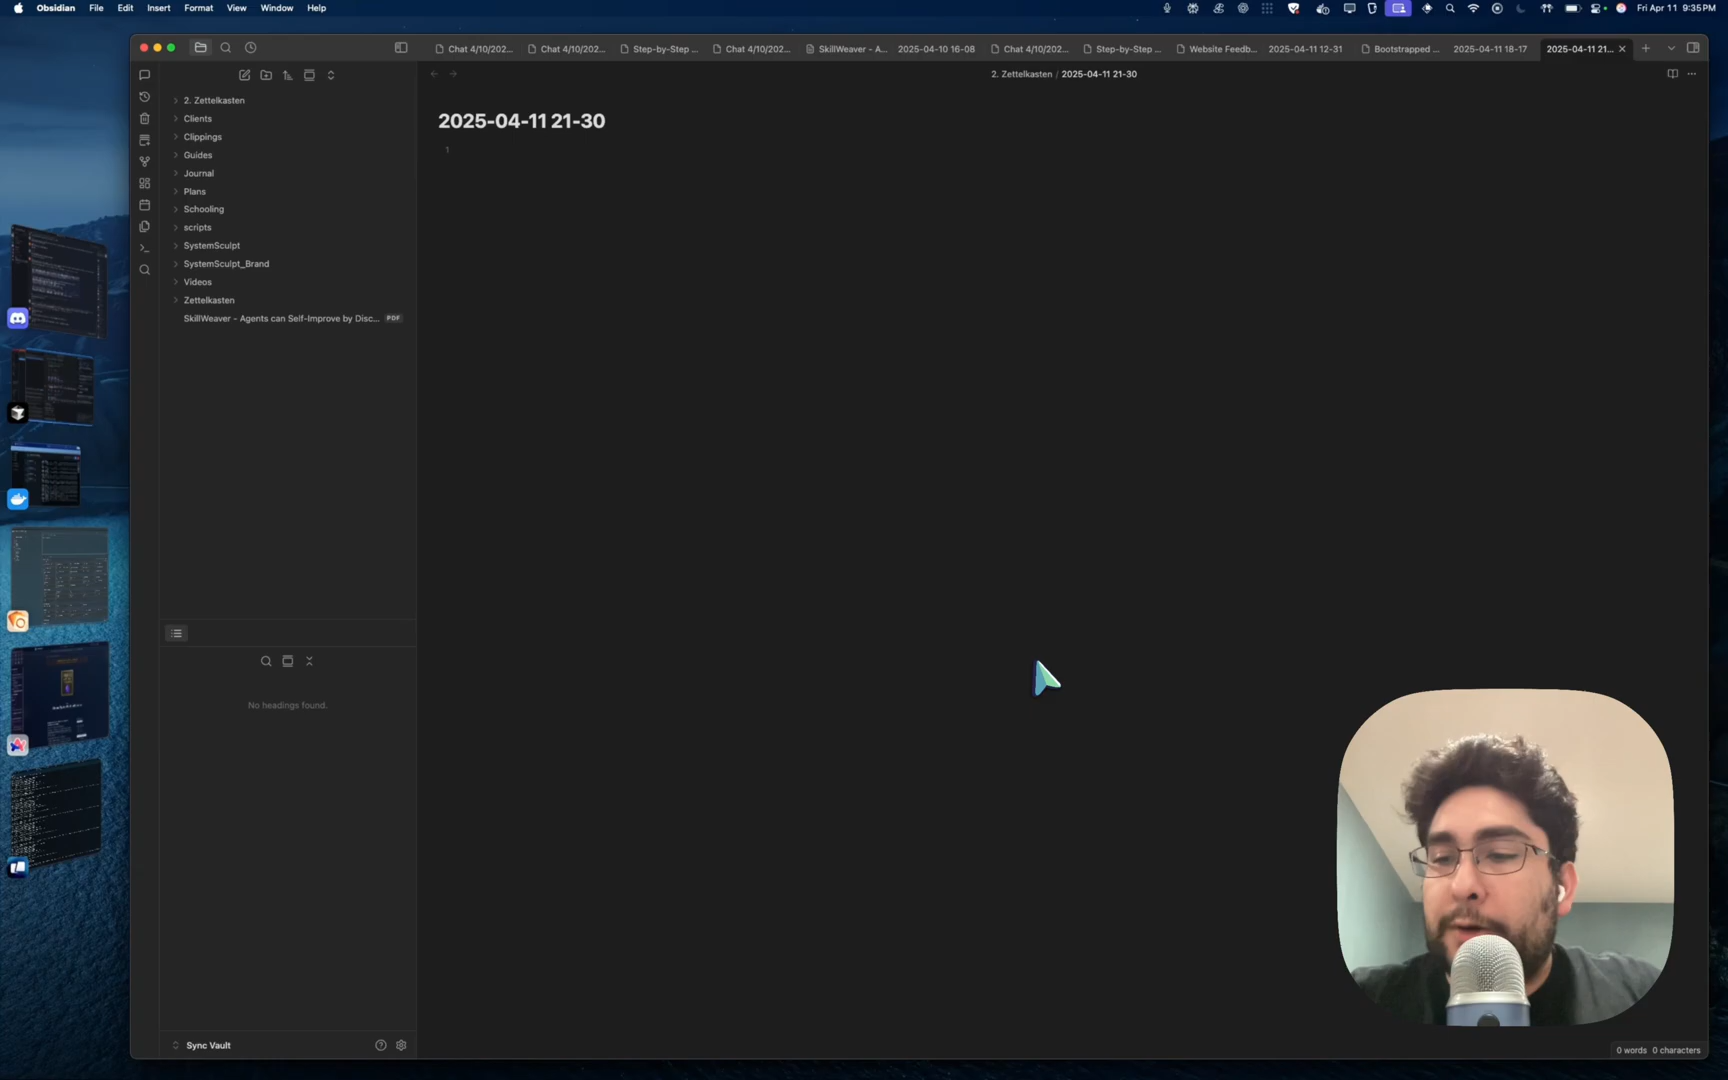 Obsidian File Edit Insert Format View Window Help
Fri Apr 11 9:35PM
Chat 4/10/202...
Chat 4/10/202...
Step-by-Step ...
Chat 4/10/202...
SkillWeaver - A...
2025-04-10 16-08
Chat 4/10/202...
Step-by-Step ...
Website Feedb...
2025-04-11 12-31
Bootstrapped ...
2025-04-11 18-17
2025-04-11 21...
2. Zettelkasten / 2025-04-11 21-30
2. Zettelkasten
Clients
Clippings
Guides
Journal
Plans
Schooling
scripts
SystemSculpt
SystemSculpt_Brand
Videos
Zettelkasten
SkillWeaver - Agents can Self-Improve by Disc... PDF
2025-04-11 21-30
1
No headings found.
Sync Vault
0 words 0 characters